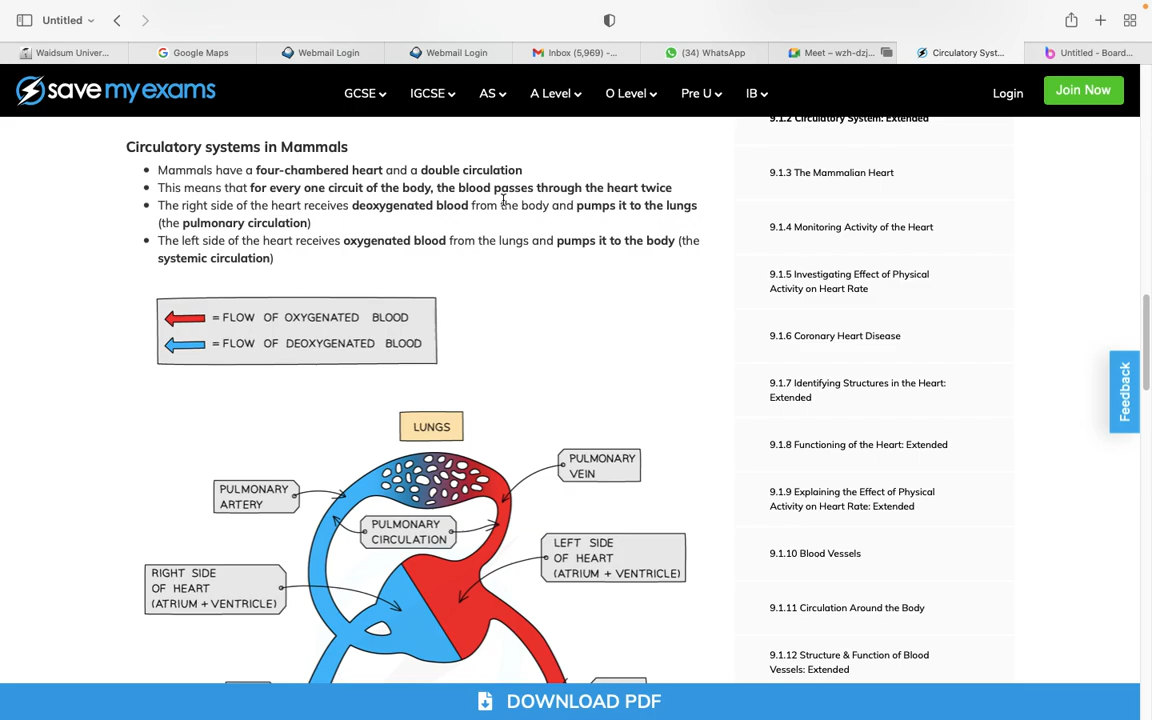 Untitled
Waidsum Univer...
Google Maps
Webmail Login
Webmail Login
Inbox (5,969) -...
(34) WhatsApp
Meet – wzh-dzj...
Circulatory Syst...
Untitled - Board...
save my exams
GCSE
IGCSE
AS
A Level
O Level
Pre U
IB
Login
Join Now
Circulatory systems in Mammals
Mammals have a four-chambered heart and a double circulation
This means that for every one circuit of the body, the blood passes through the heart twice
The right side of the heart receives deoxygenated blood from the body and pumps it to the lungs
(the pulmonary circulation)
The left side of the heart receives oxygenated blood from the lungs and pumps it to the body (the
systemic circulation)
= FLOW OF OXYGENATED BLOOD
= FLOW OF DEOXYGENATED BLOOD
LUNGS
PULMONARY
VEIN
PULMONARY
ARTERY
PULMONARY
CIRCULATION
LEFT SIDE
OF HEART
(ATRIUM + VENTRICLE)
RIGHT SIDE
OF HEART
(ATRIUM + VENTRICLE)
9.1.2 Circulatory System: Extended
9.1.3 The Mammalian Heart
9.1.4 Monitoring Activity of the Heart
9.1.5 Investigating Effect of Physical
Activity on Heart Rate
9.1.6 Coronary Heart Disease
9.1.7 Identifying Structures in the Heart:
Extended
9.1.8 Functioning of the Heart: Extended
9.1.9 Explaining the Effect of Physical
Activity on Heart Rate: Extended
9.1.10 Blood Vessels
9.1.11 Circulation Around the Body
9.1.12 Structure & Function of Blood
Vessels: Extended
Feedback
DOWNLOAD PDF